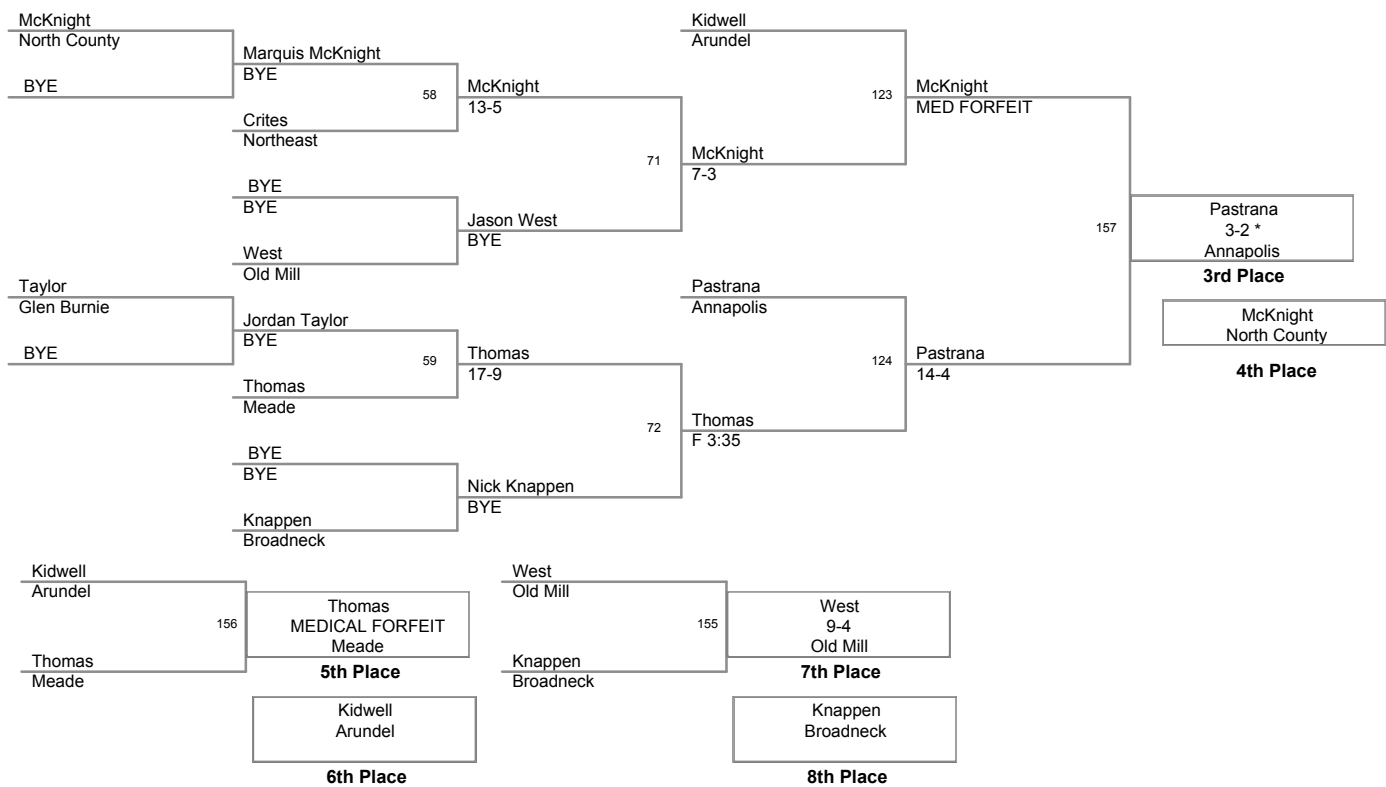 McKnight
North County
BYE
Marquis McKnight
BYE
58
Crites
Northeast
McKnight
13-5
BYE
BYE
West
Old Mill
Jason West
BYE
71
McKnight
7-3
Kidwell
Arundel
123
McKnight
MED FORFEIT
Taylor
Glen Burnie
BYE
Jordan Taylor
BYE
59
Thomas
Meade
Thomas
17-9
BYE
BYE
Knappen
Broadneck
Nick Knappen
BYE
72
Thomas
F 3:35
Pastrana
Annapolis
124
Pastrana
14-4
157
Pastrana
3-2 *
Annapolis
3rd Place
McKnight
North County
4th Place
Kidwell
Arundel
156
Thomas
Meade
Thomas
MEDICAL FORFEIT
Meade
5th Place
Kidwell
Arundel
6th Place
West
Old Mill
155
Knappen
Broadneck
West
9-4
Old Mill
7th Place
Knappen
Broadneck
8th Place